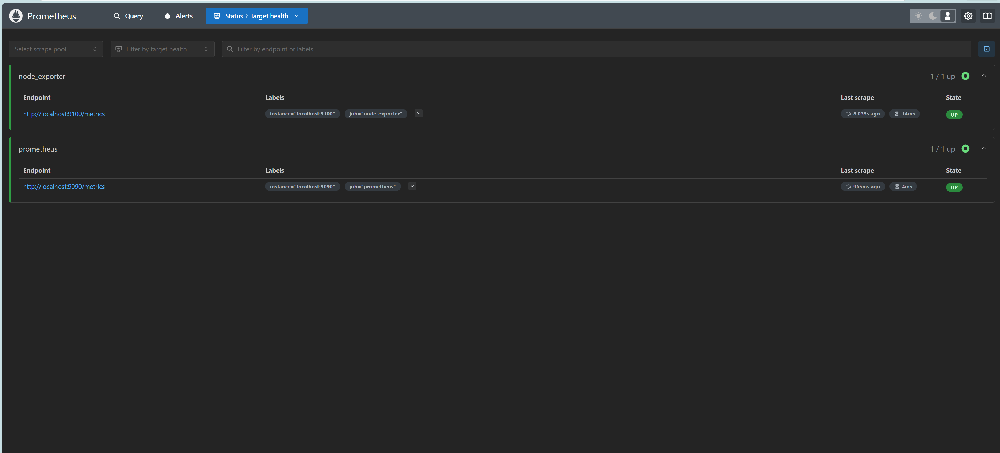 Prometheus Query Alerts Status > Target health
Select scrape pool Filter by target health Filter by endpoint or labels
node_exporter 1 / 1 up
Endpoint Labels Last scrape State
http://localhost:9100/metrics instance="localhost:9100" job="node_exporter" 8.035s ago 14ms UP
prometheus 1 / 1 up
Endpoint Labels Last scrape State
http://localhost:9090/metrics instance="localhost:9090" job="prometheus" 965ms ago 4ms UP